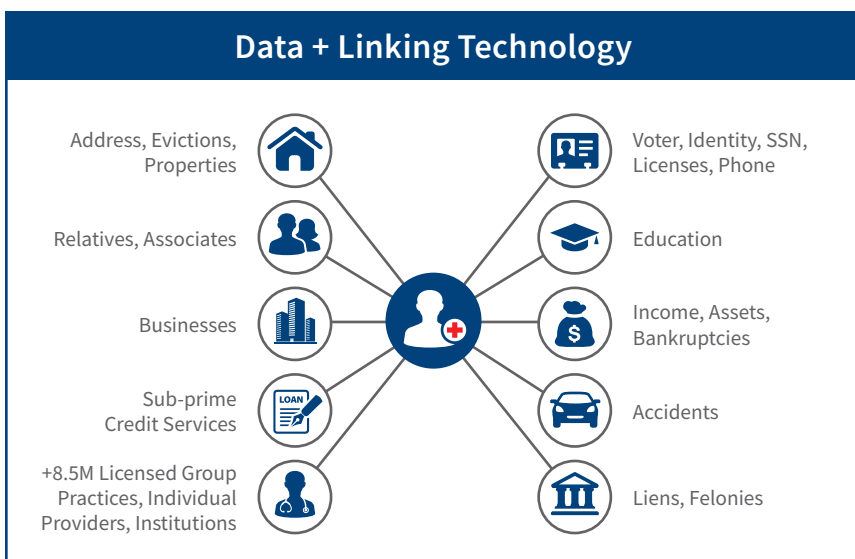 Data + Linking Technology
Address, Evictions,
Properties
Relatives, Associates
Businesses
LOAN
Sub-prime
Credit Services
+8.5M Licensed Group
Practices, Individual
Providers, Institutions
Voter, Identity, SSN,
Licenses, Phone
Education
$
Income, Assets,
Bankruptcies
Accidents
Liens, Felonies